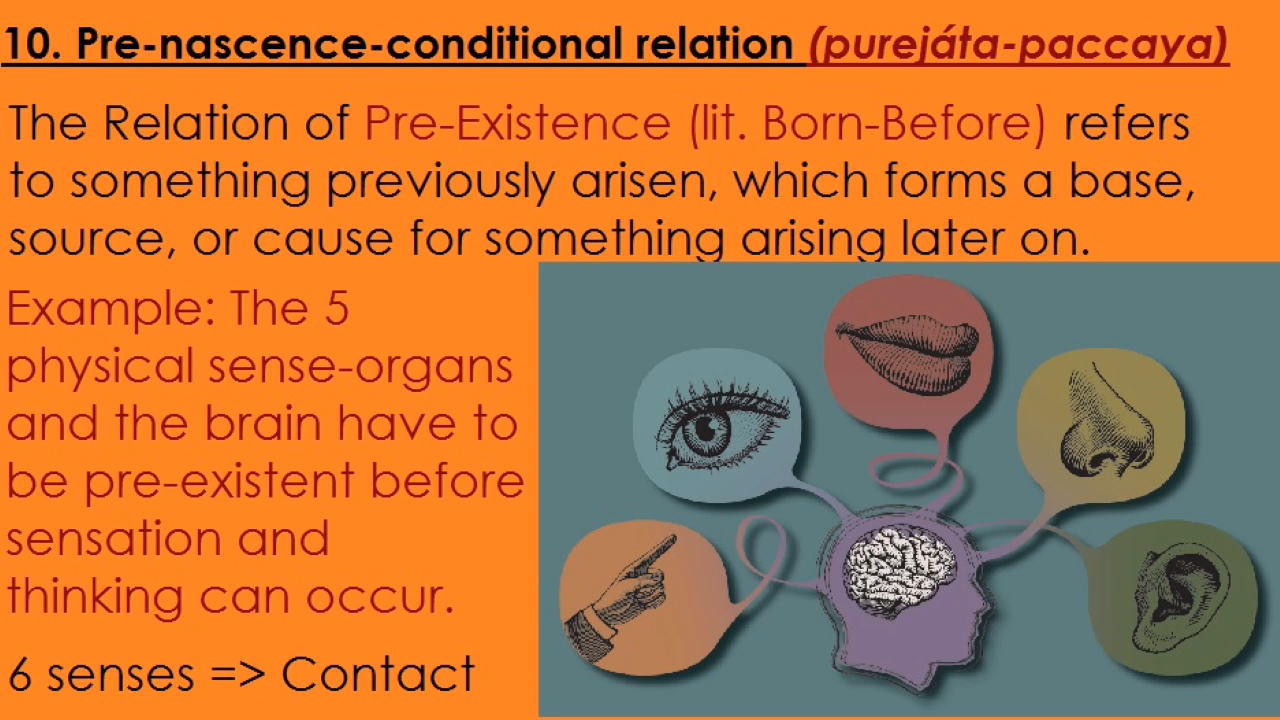 10. Pre-nascence-conditional relation (purejáta-paccaya)
The Relation of Pre-Existence (lit. Born-Before) refers
to something previously arisen, which forms a base,
source, or cause for something arising later on.
Example: The 5
physical sense-organs
and the brain have to
be pre-existent before
sensation and
thinking can occur.
6 senses => Contact